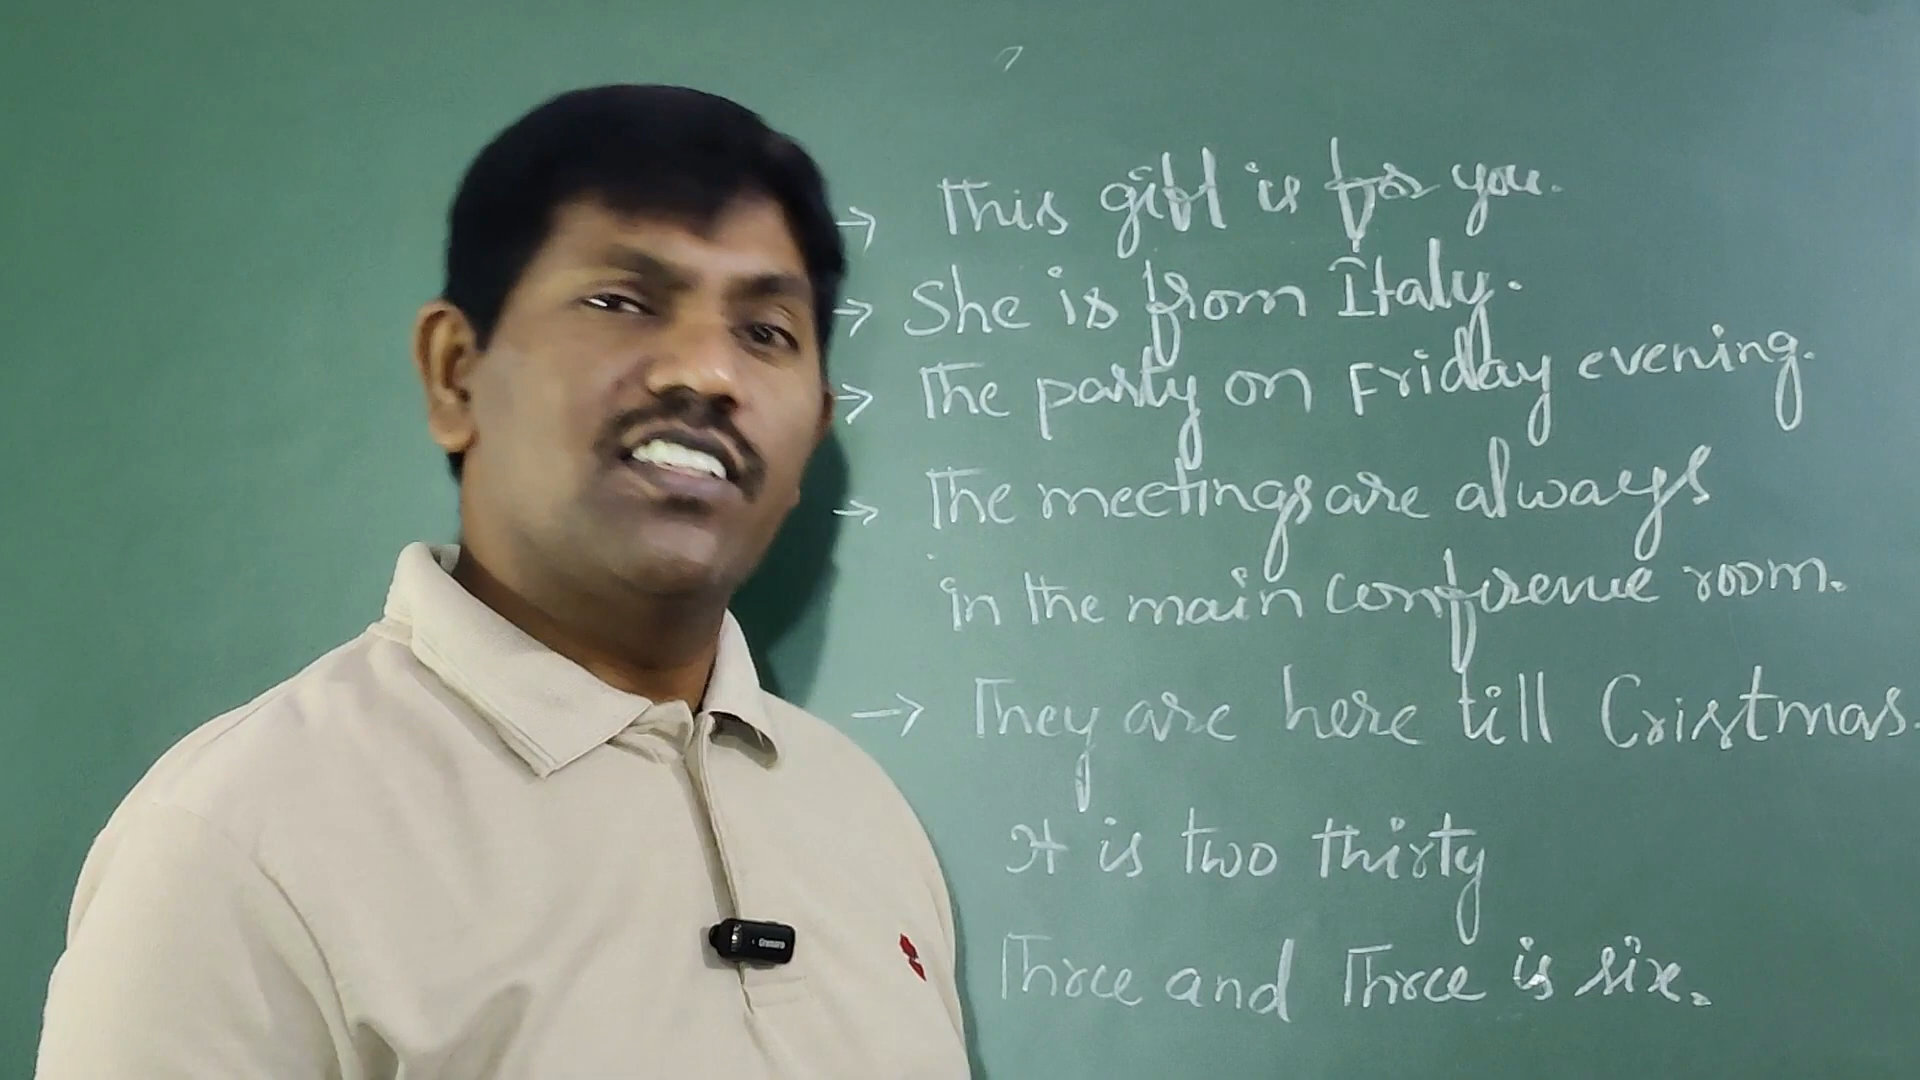 → This gift is for you.
→ She is from Italy.
→ The party on Friday evening.
→ The meetings are always
in the main conference room.
→ They are here till Cristmas.
It is two thirty
Three and Three is six.